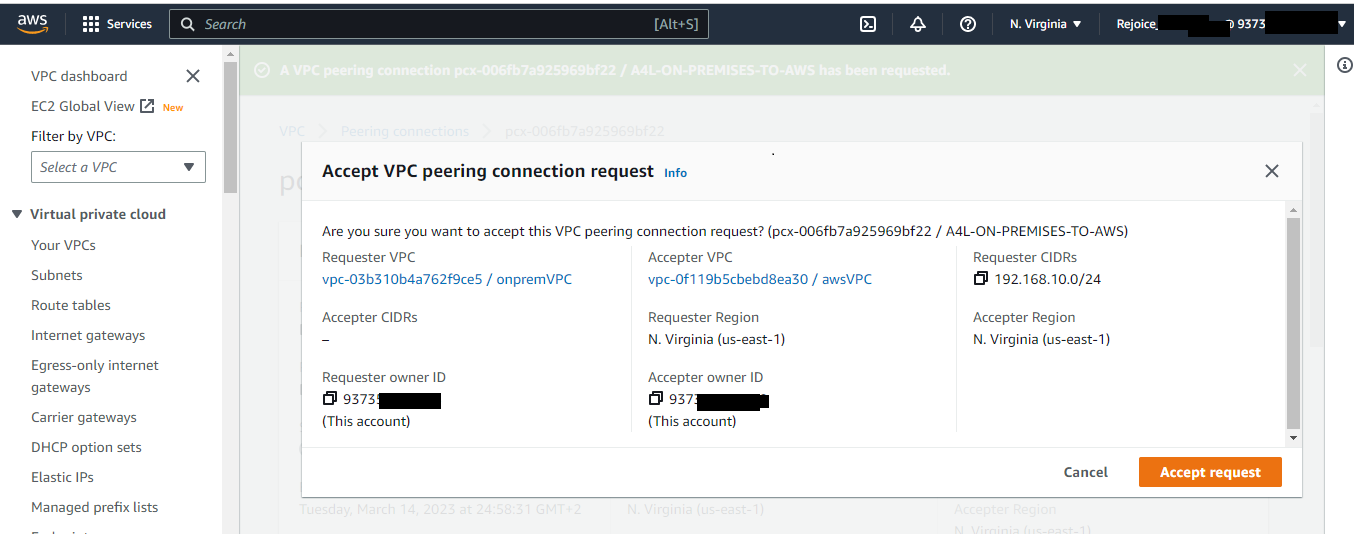 aws
Services
Search
[Alt+S]
N. Virginia
Rejoice_
@ 9373
VPC dashboard
EC2 Global View
New
Filter by VPC:
Select a VPC
Virtual private cloud
Your VPCs
Subnets
Route tables
Internet gateways
Egress-only internet
gateways
Carrier gateways
DHCP option sets
Elastic IPs
Managed prefix lists
A VPC peering connection pcx-006fb7a925969bf22 / A4L-ON-PREMISES-TO-AWS has been requested.
VPC
Peering connections
pcx-006fb7a925969bf22
Accept VPC peering connection request
Info
Are you sure you want to accept this VPC peering connection request? (pcx-006fb7a925969bf22 / A4L-ON-PREMISES-TO-AWS)
Requester VPC
vpc-03b310b4a762f9ce5 / onpremVPC
Accepter VPC
vpc-0f119b5cbebd8ea30 / awsVPC
Requester CIDRs
192.168.10.0/24
Accepter CIDRs
–
Requester Region
N. Virginia (us-east-1)
Accepter Region
N. Virginia (us-east-1)
Requester owner ID
9373
(This account)
Accepter owner ID
937
(This account)
Cancel
Accept request
Tuesday, March 14, 2023 at 24:58:31 GMT+2
N. Virginia (us-east-1)
Accepter Region
N. Virginia (us-east-1)